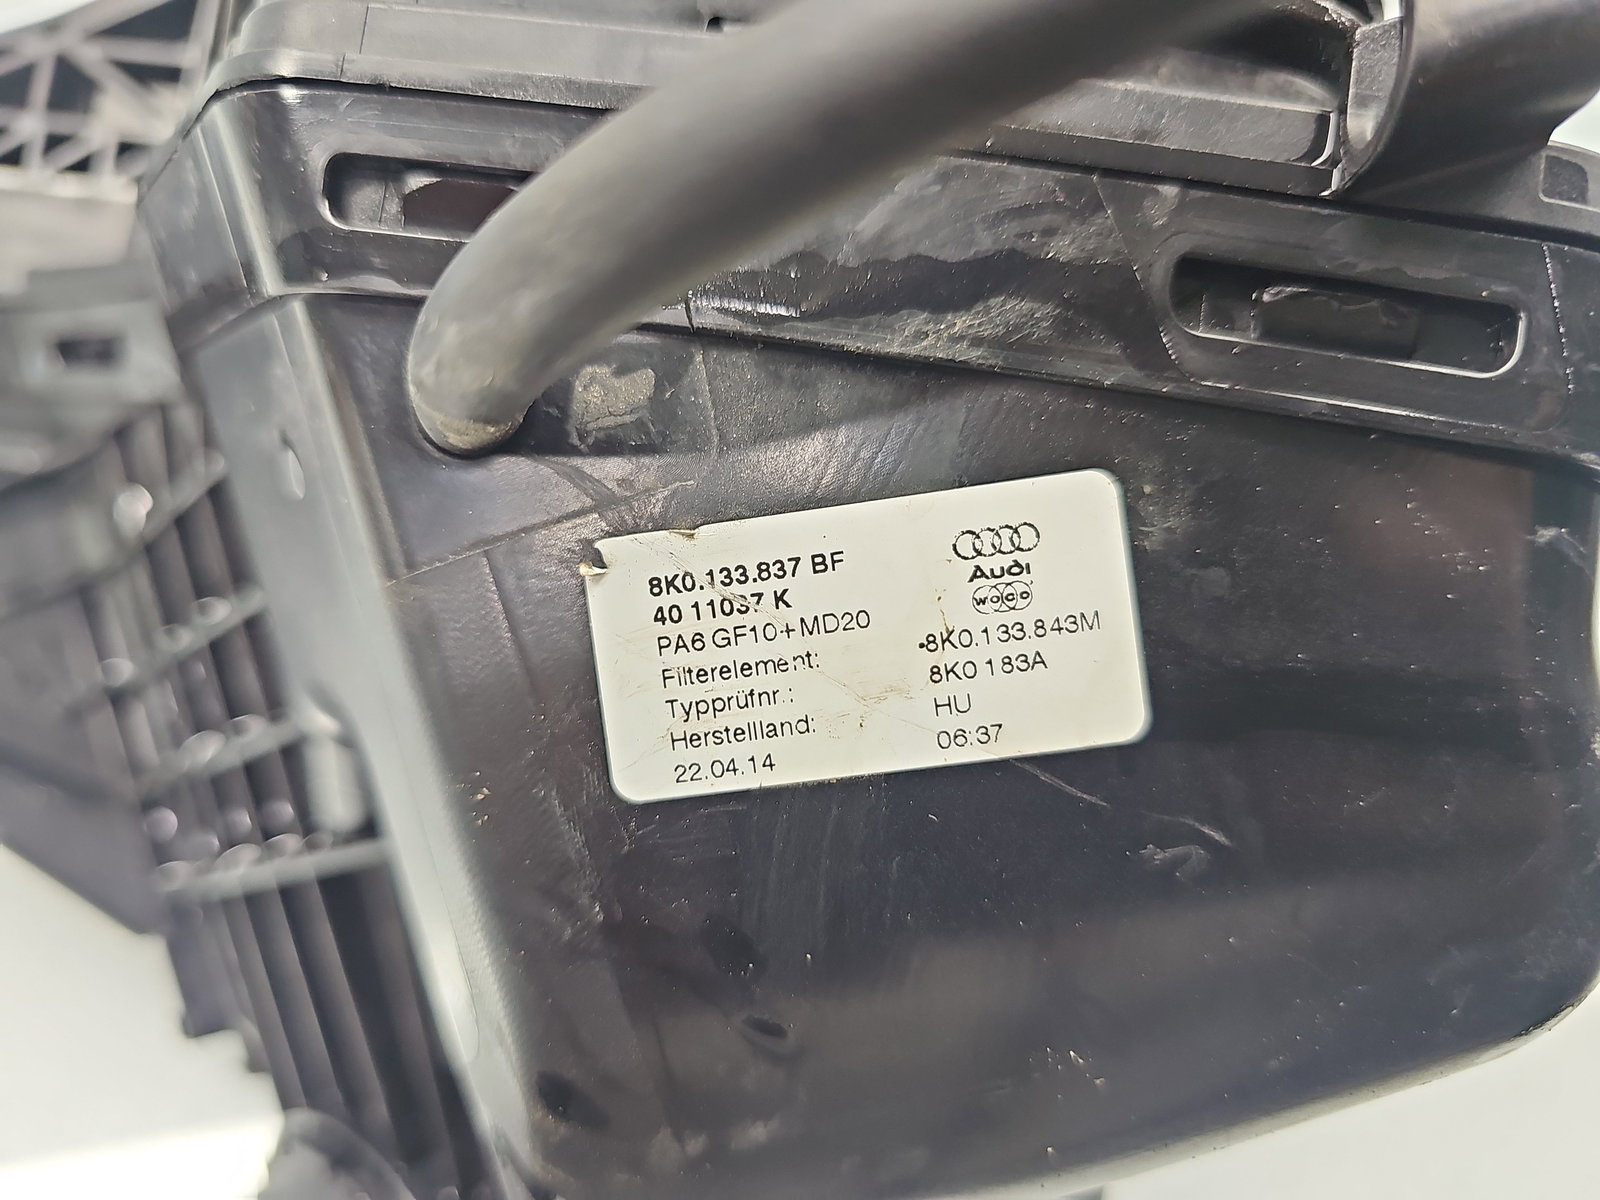 8K0.133.837 BF
40 11037 K
PA6 GF10+MD20
Filterelement: •8K0.133.843M
Typprüfnr.: 8K0 183A
Herstellland: HU
22.04.14 06:37
Audi
woco